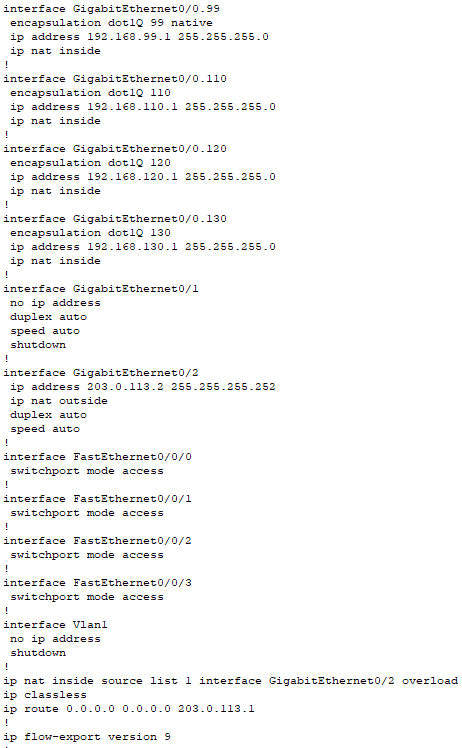 interface GigabitEthernet0/0.99
 encapsulation dot1Q 99 native
 ip address 192.168.99.1 255.255.255.0
 ip nat inside
!
interface GigabitEthernet0/0.110
 encapsulation dot1Q 110
 ip address 192.168.110.1 255.255.255.0
 ip nat inside
!
interface GigabitEthernet0/0.120
 encapsulation dot1Q 120
 ip address 192.168.120.1 255.255.255.0
 ip nat inside
!
interface GigabitEthernet0/0.130
 encapsulation dot1Q 130
 ip address 192.168.130.1 255.255.255.0
 ip nat inside
!
interface GigabitEthernet0/1
 no ip address
 duplex auto
 speed auto
 shutdown
!
interface GigabitEthernet0/2
 ip address 203.0.113.2 255.255.255.252
 ip nat outside
 duplex auto
 speed auto
!
interface FastEthernet0/0/0
 switchport mode access
!
interface FastEthernet0/0/1
 switchport mode access
!
interface FastEthernet0/0/2
 switchport mode access
!
interface FastEthernet0/0/3
 switchport mode access
!
interface Vlan1
 no ip address
 shutdown
!
ip nat inside source list 1 interface GigabitEthernet0/2 overload
ip classless
ip route 0.0.0.0 0.0.0.0 203.0.113.1
!
ip flow-export version 9
!